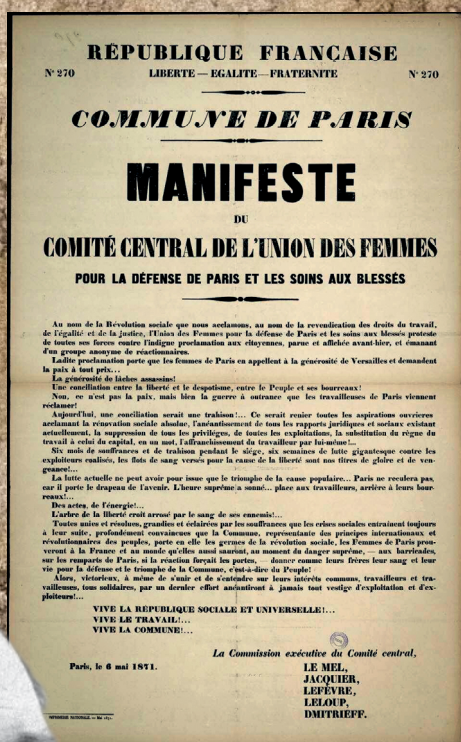 RÉPUBLIQUE FRANÇAISE
N° 270 LIBERTE — EGALITE — FRATERNITE N° 270
COMMUNE DE PARIS
MANIFESTE
DU
COMITÉ CENTRAL DE L'UNION DES FEMMES
POUR LA DÉFENSE DE PARIS ET LES SOINS AUX BLESSÉS
Au nom de la Révolution sociale que nous acclamons, au nom de la revendication des droits du travail,
de l'égalité et de la justice, l'Union des Femmes pour la défense de Paris et les soins aux blessés proteste
de toutes ses forces contre l'indigne proclamation aux citoyennes, parue et affichée avant-hier, et émanant
d'un groupe anonyme de réactionnaires.
Ladite proclamation porte que les femmes de Paris en appellent à la générosité de Versailles et demandent
la paix à tout prix...
La générosité de lâches assassins!
Une conciliation entre la liberté et le despotisme, entre le Peuple et ses bourreaux!
Non, ce n'est pas la paix, mais bien la guerre à outrance que les travailleuses de Paris viennent
réclamer!
Aujourd'hui, une conciliation serait une trahison!... Ce serait renier toutes les aspirations ouvrieres
acclamant la rénovation sociale absolue, l'anéantissement de tous les rapports juridiques et sociaux existant
actuellement, la suppression de tous les privilèges, de toutes les exploitations, la substitution du règne du
travail à celui du capital, en un mot, l'affranchissement du travailleur par lui-même!...
Six mois de souffrances et de trahison pendant le siége, six semaines de lutte gigantesque contre les
exploiteurs coalisés, les flots de sang versés pour la cause de la liberté sont nos titres de gloire et de ven-
geance!...
La lutte actuelle ne peut avoir pour issue que le triomphe de la cause populaire... Paris ne reculera pas,
car il porte le drapeau de l'avenir. L'heure suprême a sonné... place aux travailleurs, arrière à leurs bour-
reaux!...
Des actes, de l'énergie!...
L'arbre de la liberté croit arrosé par le sang de ses ennemis!...
Toutes unies et résolues, grandies et éclairées par les souffrances que les crises sociales entraînent toujours
à leur suite, profondément convaincues que la Commune, représentante des principes internationaux et
révolutionnaires des peuples, porte en elle les germes de la révolution sociale, les Femmes de Paris prou-
veront à la France et au monde qu'elles aussi sauront, au moment du danger suprême, — aux barricades,
sur les remparts de Paris, si la réaction forçait les portes, — donner comme leurs frères leur sang et leur
vie pour la défense et le triomphe de la Commune, c'est-à-dire du Peuple!
Alors, victorieux, à même de s'unir et de s'entendre sur leurs intérêts communs, travailleurs et tra-
vailleuses, tous solidaires, par un dernier effort anéantiront à jamais tout vestige d'exploitation et d'ex-
ploiteurs!...
VIVE LA RÉPUBLIQUE SOCIALE ET UNIVERSELLE!...
VIVE LE TRAVAIL!...
VIVE LA COMMUNE!...
La Commission exécutive du Comité central,
Paris, le 6 mai 1871.
LE MEL,
JACQUIER,
LEFÈVRE,
LELOUP,
DMITRIEFF.
IMPRIMERIE NATIONALE. — Mai 1871.